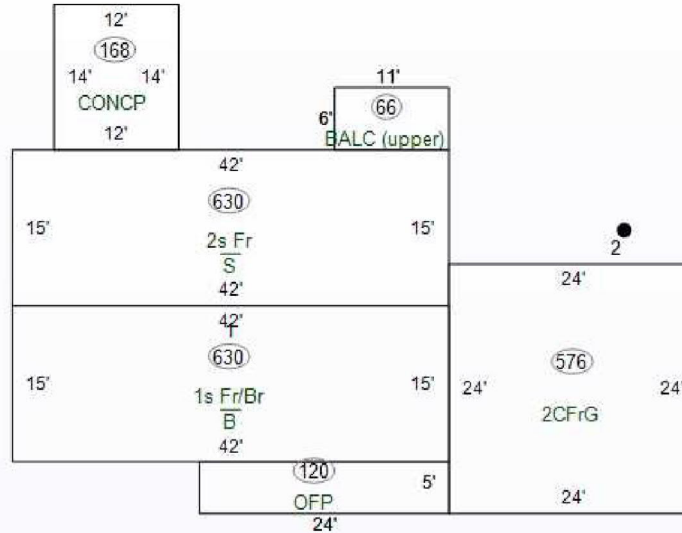 12'
168
14' 14'
CONCP
12'
11'
6' 66
BALC (upper)
42'
630
15' 15'
2s Fr
S
42'
2
42'
T
630
15' 15'
1s Fr/Br
B
42'
24'
576
24' 24'
2CFrG
24'
120
5'
OFP
24'